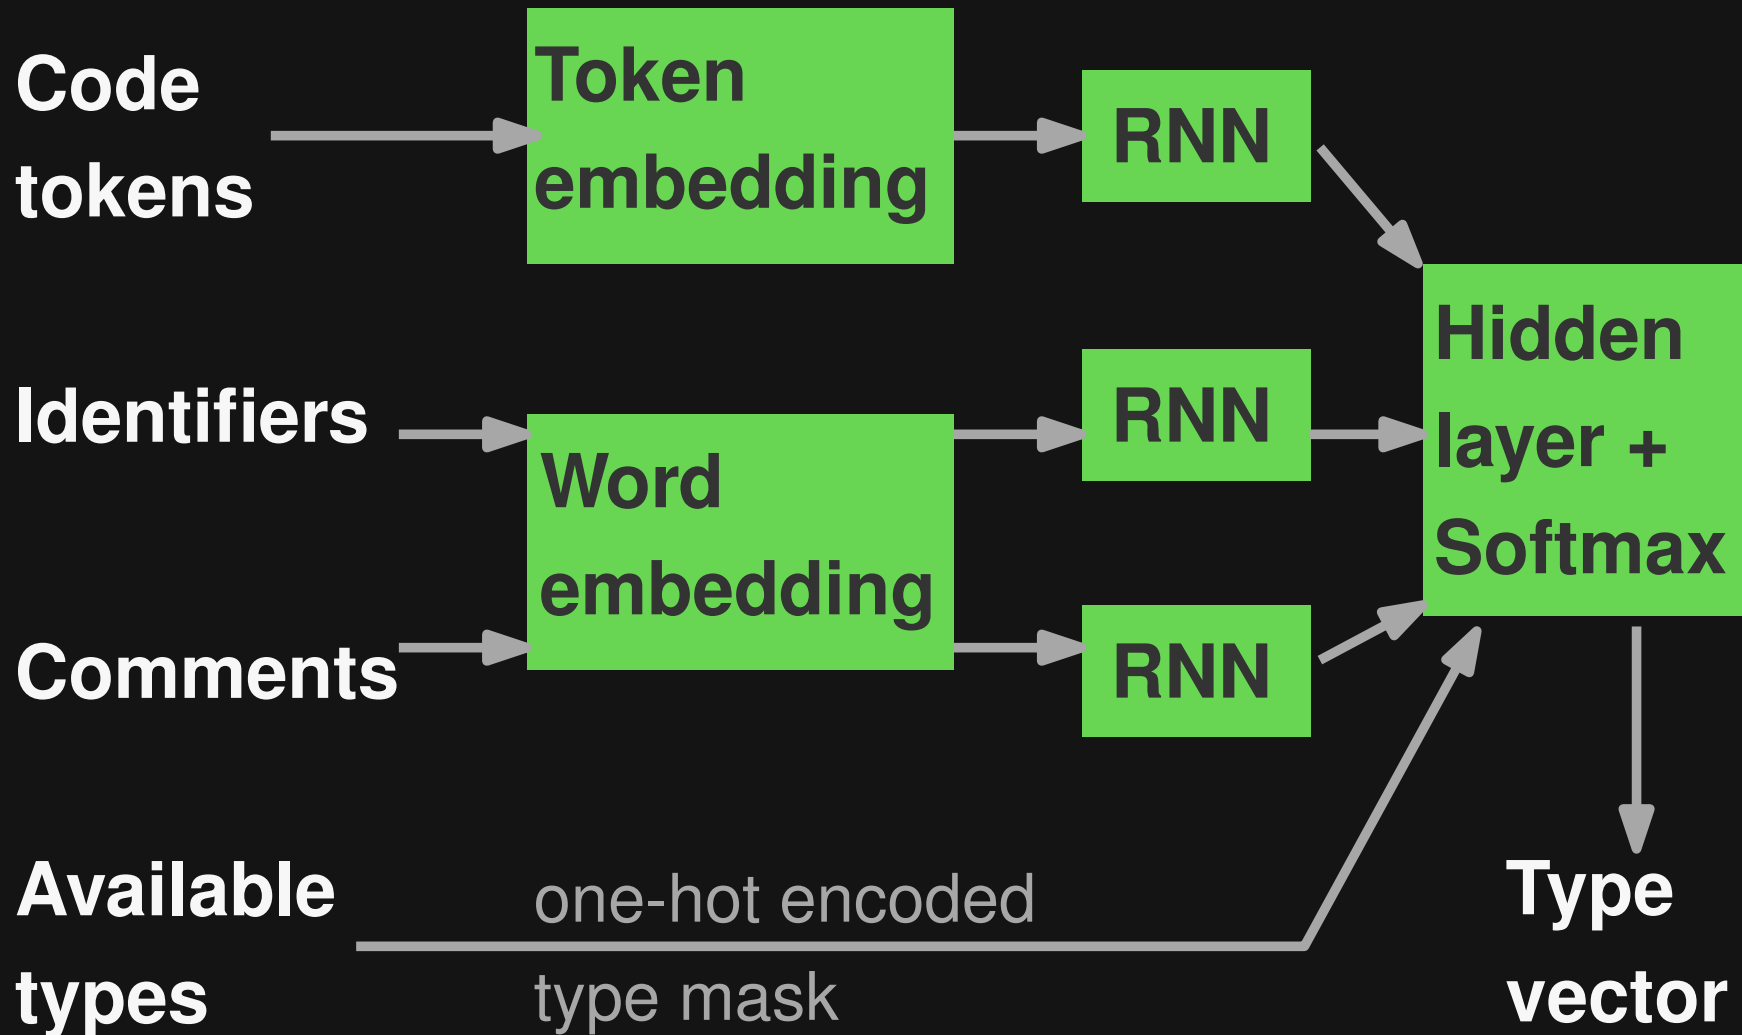 Code
tokens
Token
embedding
RNN
Identifiers
Word
embedding
RNN
Comments
RNN
Hidden
layer +
Softmax
Available
types
one-hot encoded
type mask
Type
vector